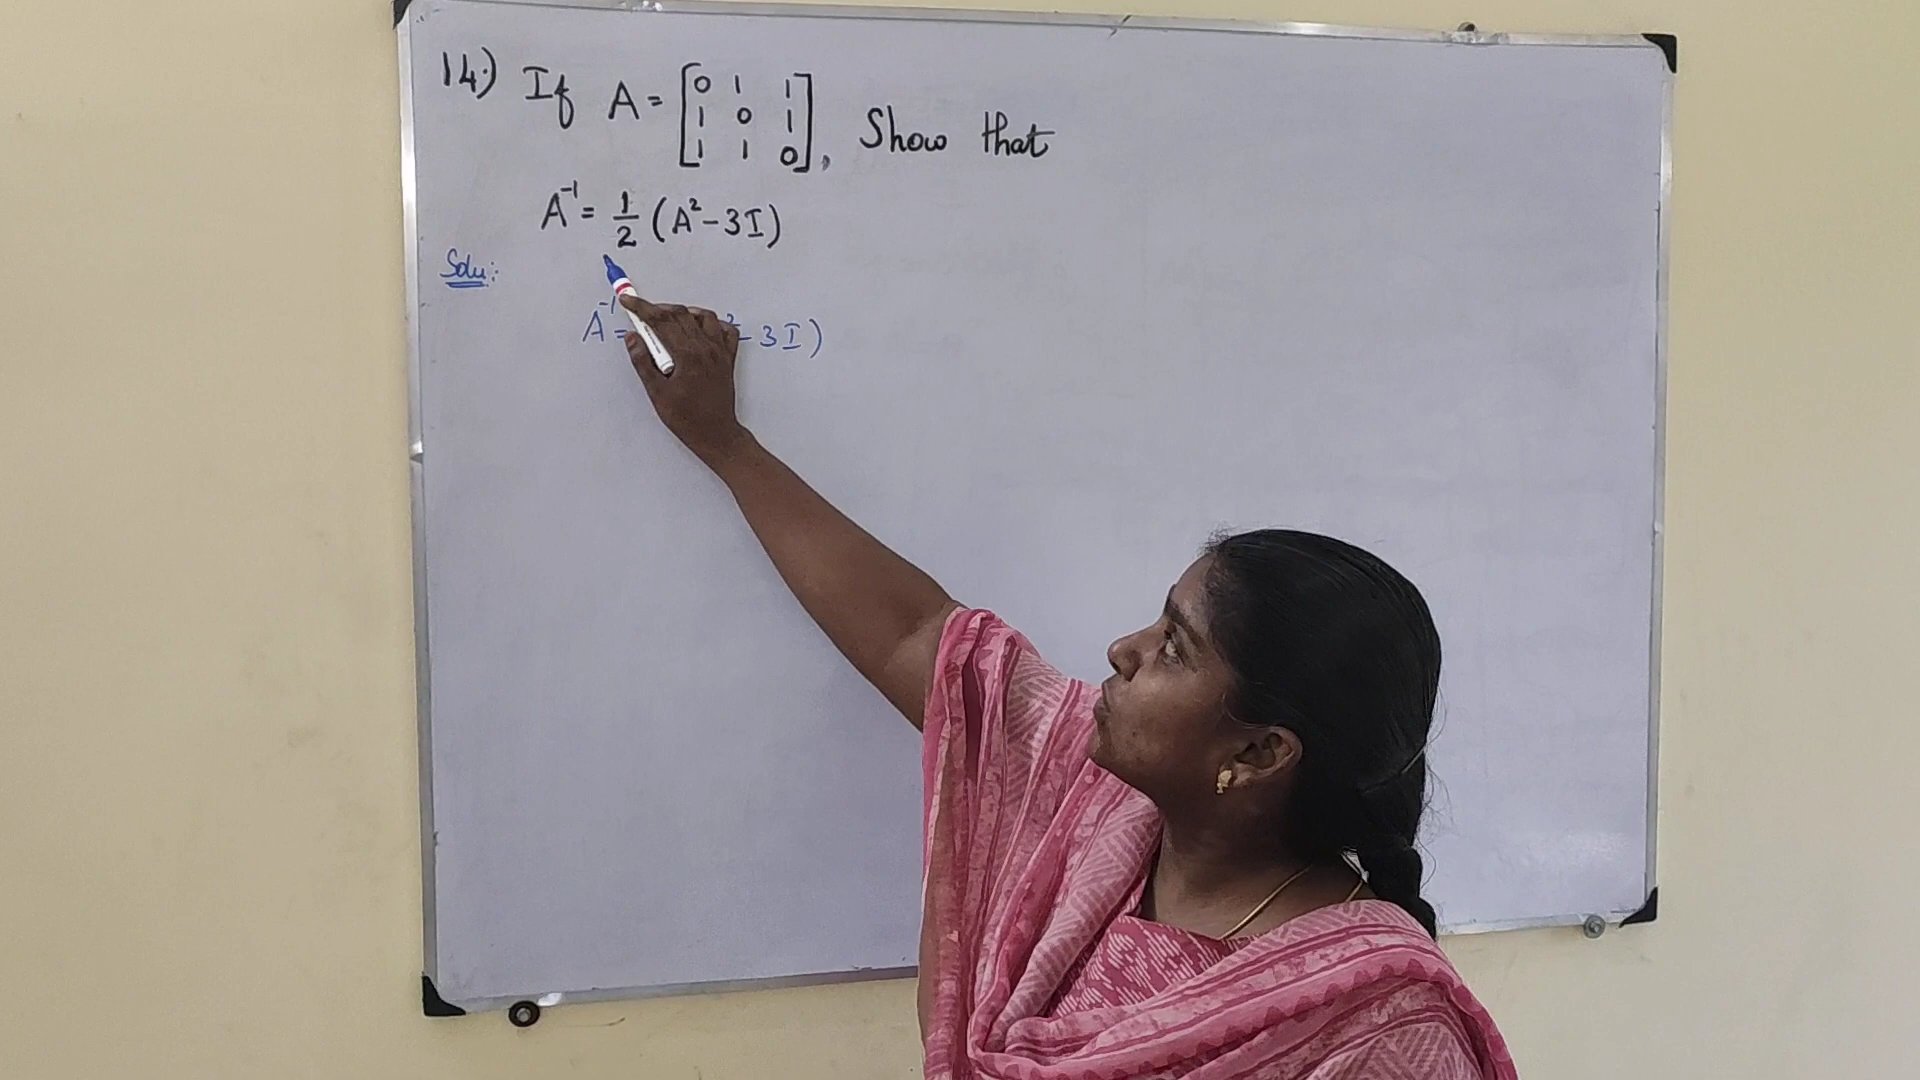 14.) If A = [0 1 1
1 0 1
1 1 0], Show that
A⁻¹ = 1/2 (A² - 3I)
Solu:
A⁻¹ = ² - 3I)